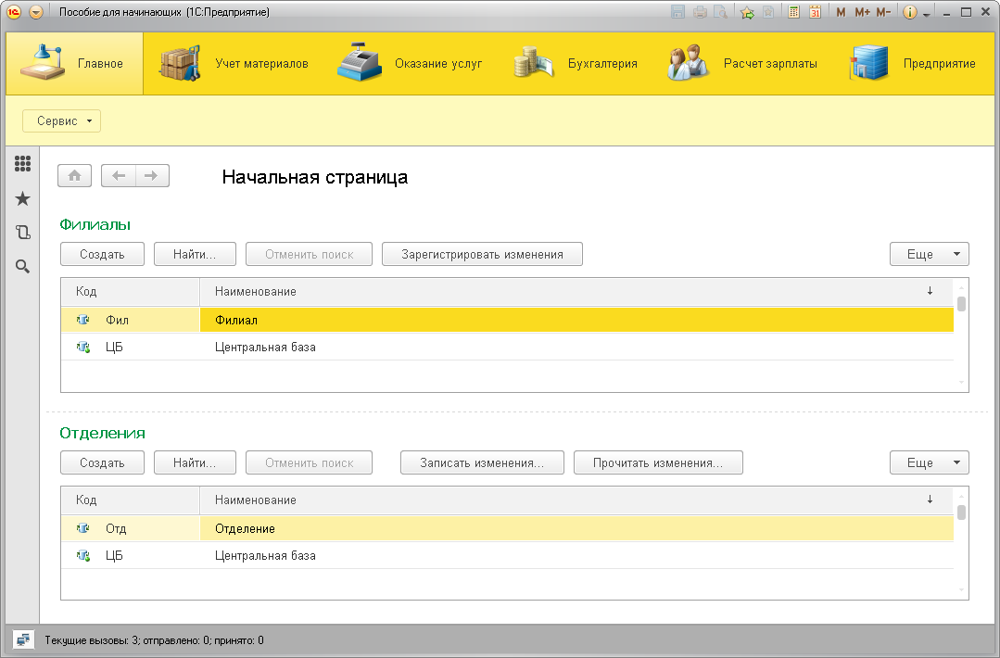 Пособие для начинающих (1С:Предприятие)
M M+ M-
Главное Учет материалов Оказание услуг Бухгалтерия Расчет зарплаты Предприятие
Сервис
Начальная страница
Филиалы
Создать Найти... Отменить поиск Зарегистрировать изменения Еще
Код Наименование ↓
Фил Филиал
ЦБ Центральная база
Отделения
Создать Найти... Отменить поиск Записать изменения... Прочитать изменения... Еще
Код Наименование ↓
Отд Отделение
ЦБ Центральная база
Текущие вызовы: 3; отправлено: 0; принято: 0